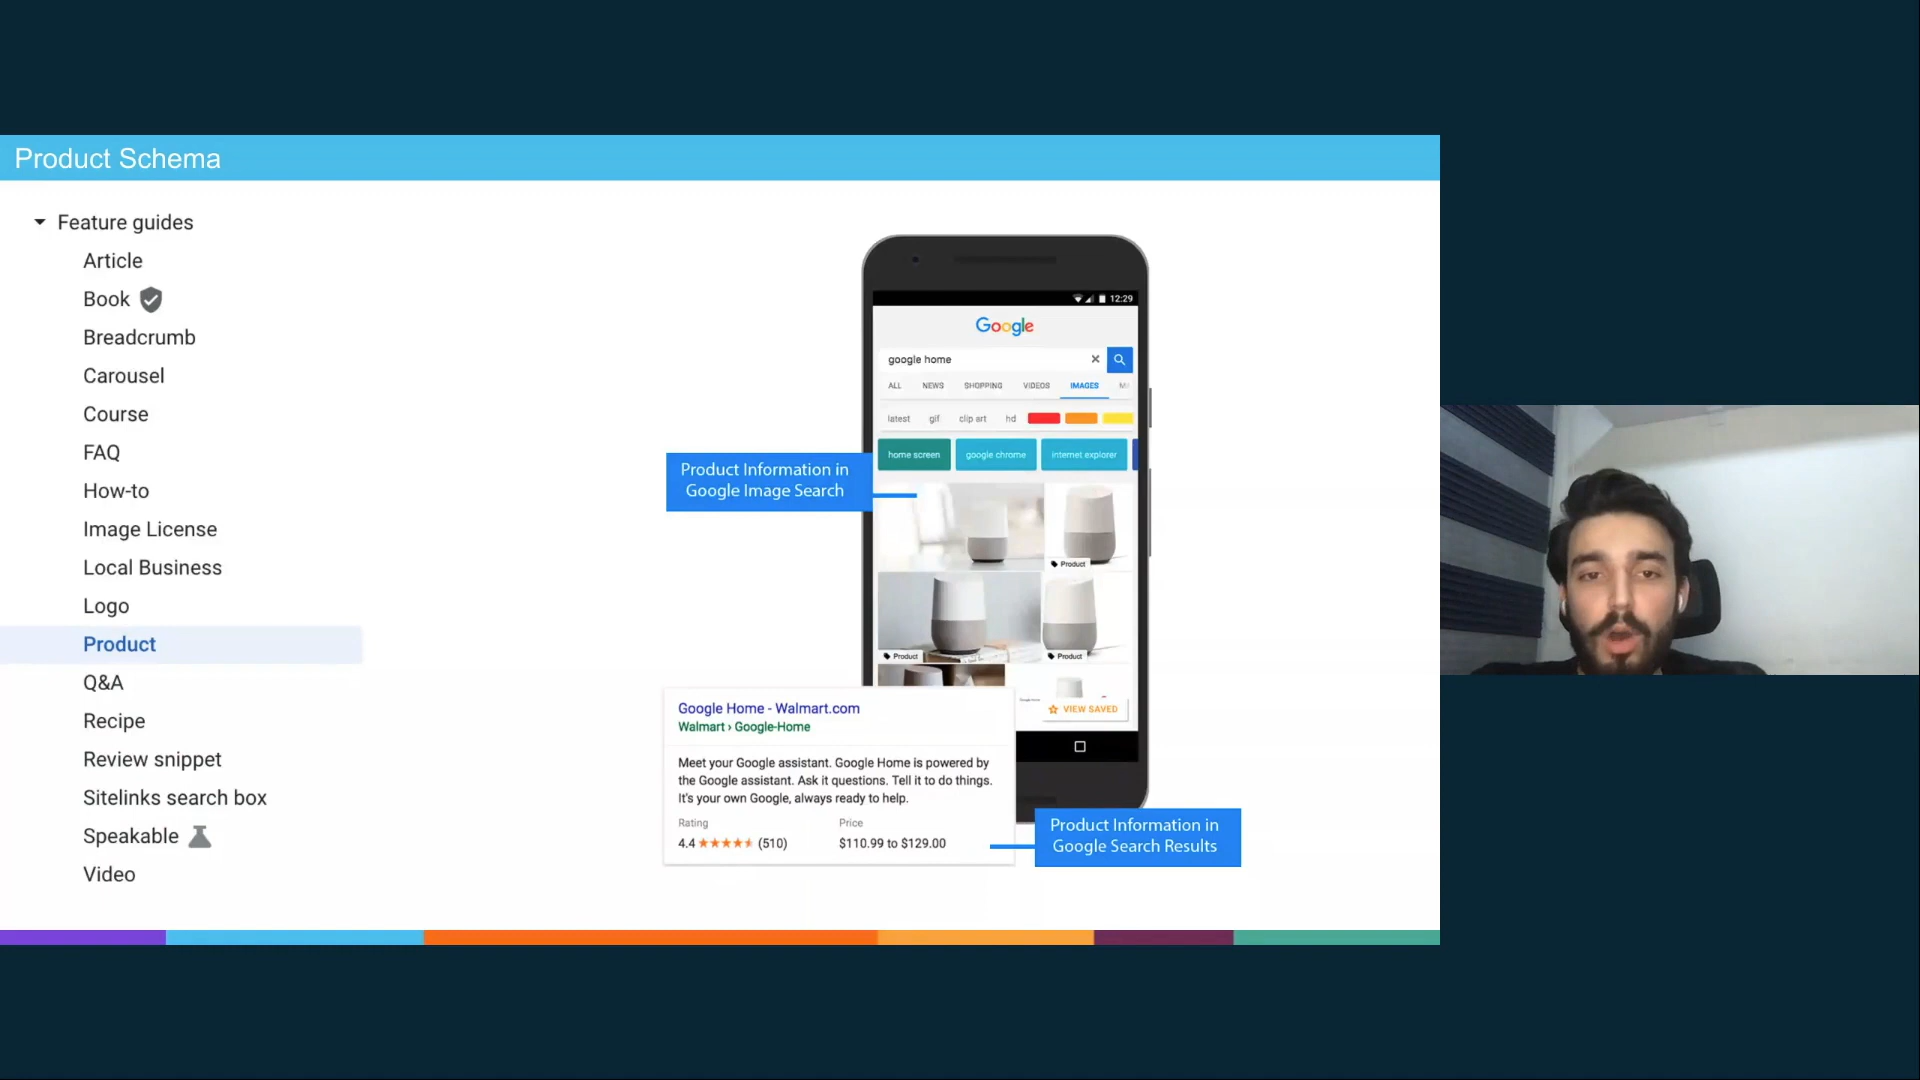 Product Schema
Feature guides
Article
Book
Breadcrumb
Carousel
Course
FAQ
How-to
Image License
Local Business
Logo
Product
Q&A
Recipe
Review snippet
Sitelinks search box
Speakable
Video
12:29
Google
google home
ALL NEWS SHOPPING VIDEOS IMAGES
latest gif clip art hd
home screen google chrome internet explorer
Product Information in
Google Image Search
Product
Product
Product
VIEW SAVED
Google Home - Walmart.com
Walmart › Google-Home
Meet your Google assistant. Google Home is powered by
the Google assistant. Ask it questions. Tell it to do things.
It's your own Google, always ready to help.
Rating Price
4.4 (510) $110.99 to $129.00
Product Information in
Google Search Results